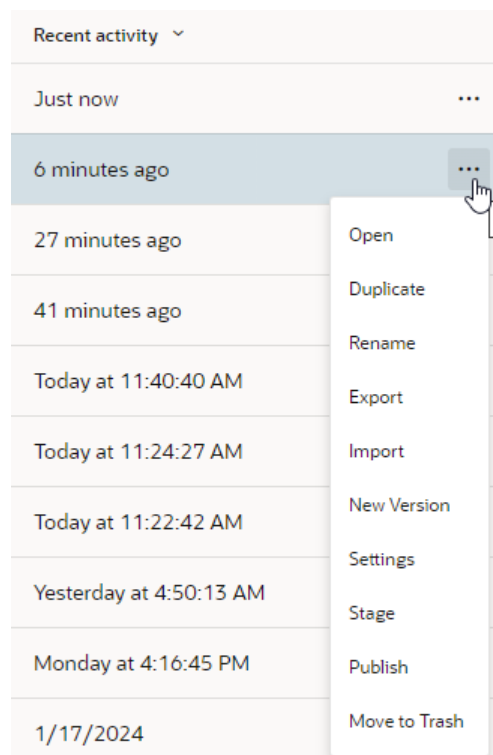 Recent activity
Just now
6 minutes ago
27 minutes ago
41 minutes ago
Today at 11:40:40 AM
Today at 11:24:27 AM
Today at 11:22:42 AM
Yesterday at 4:50:13 AM
Monday at 4:16:45 PM
1/17/2024
Open
Duplicate
Rename
Export
Import
New Version
Settings
Stage
Publish
Move to Trash